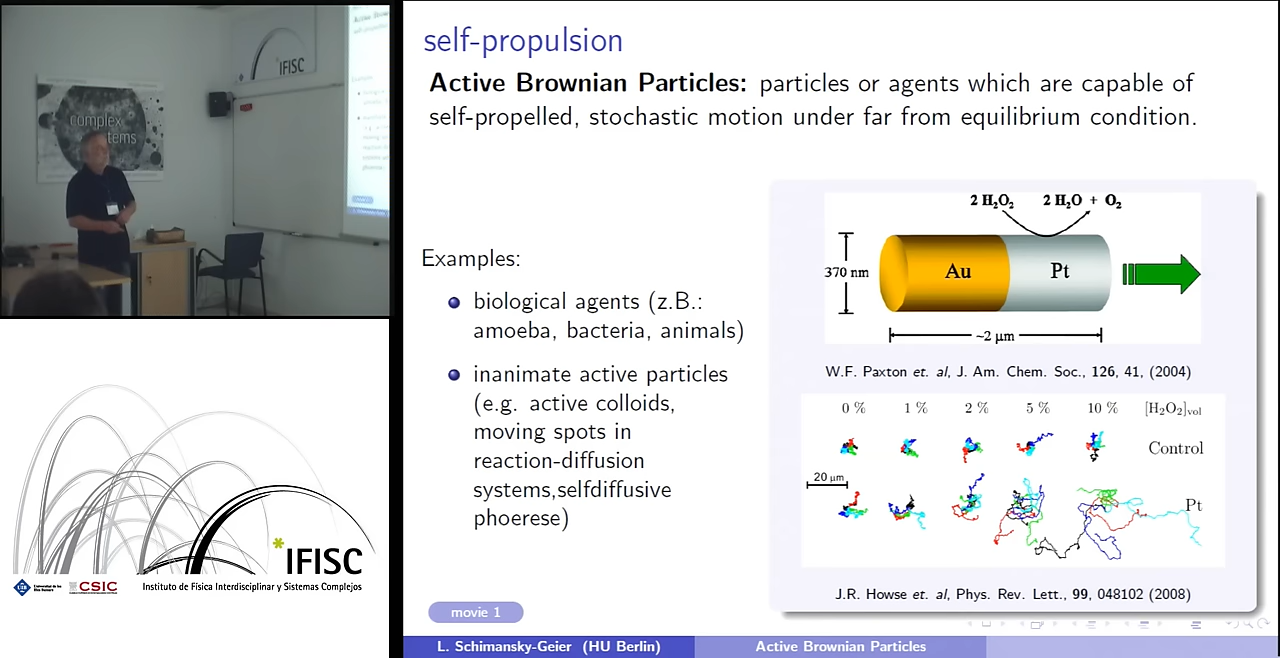 complex
IFISC
self-propulsion
Active Brownian Particles: particles or agents which are capable of
self-propelled, stochastic motion under far from equilibrium condition.
Examples:
biological agents (z.B.:
amoeba, bacteria, animals)
inanimate active particles
(e.g. active colloids,
moving spots in
reaction-diffusion
systems,selfdiffusive
phoerese)
movie 1
2 H₂O₂ 2 H₂O + O₂
370 nm
Au Pt
~2 μm
W.F. Paxton et. al, J. Am. Chem. Soc., 126, 41, (2004)
0 % 1 % 2 % 5 % 10 % [H₂O₂]vol
Control
20 μm
Pt
J.R. Howse et. al, Phys. Rev. Lett., 99, 048102 (2008)
L. Schimansky-Geier (HU Berlin) Active Brownian Particles
*IFISC
UIB
CSIC
Instituto de Física Interdisciplinar y Sistemas Complejos